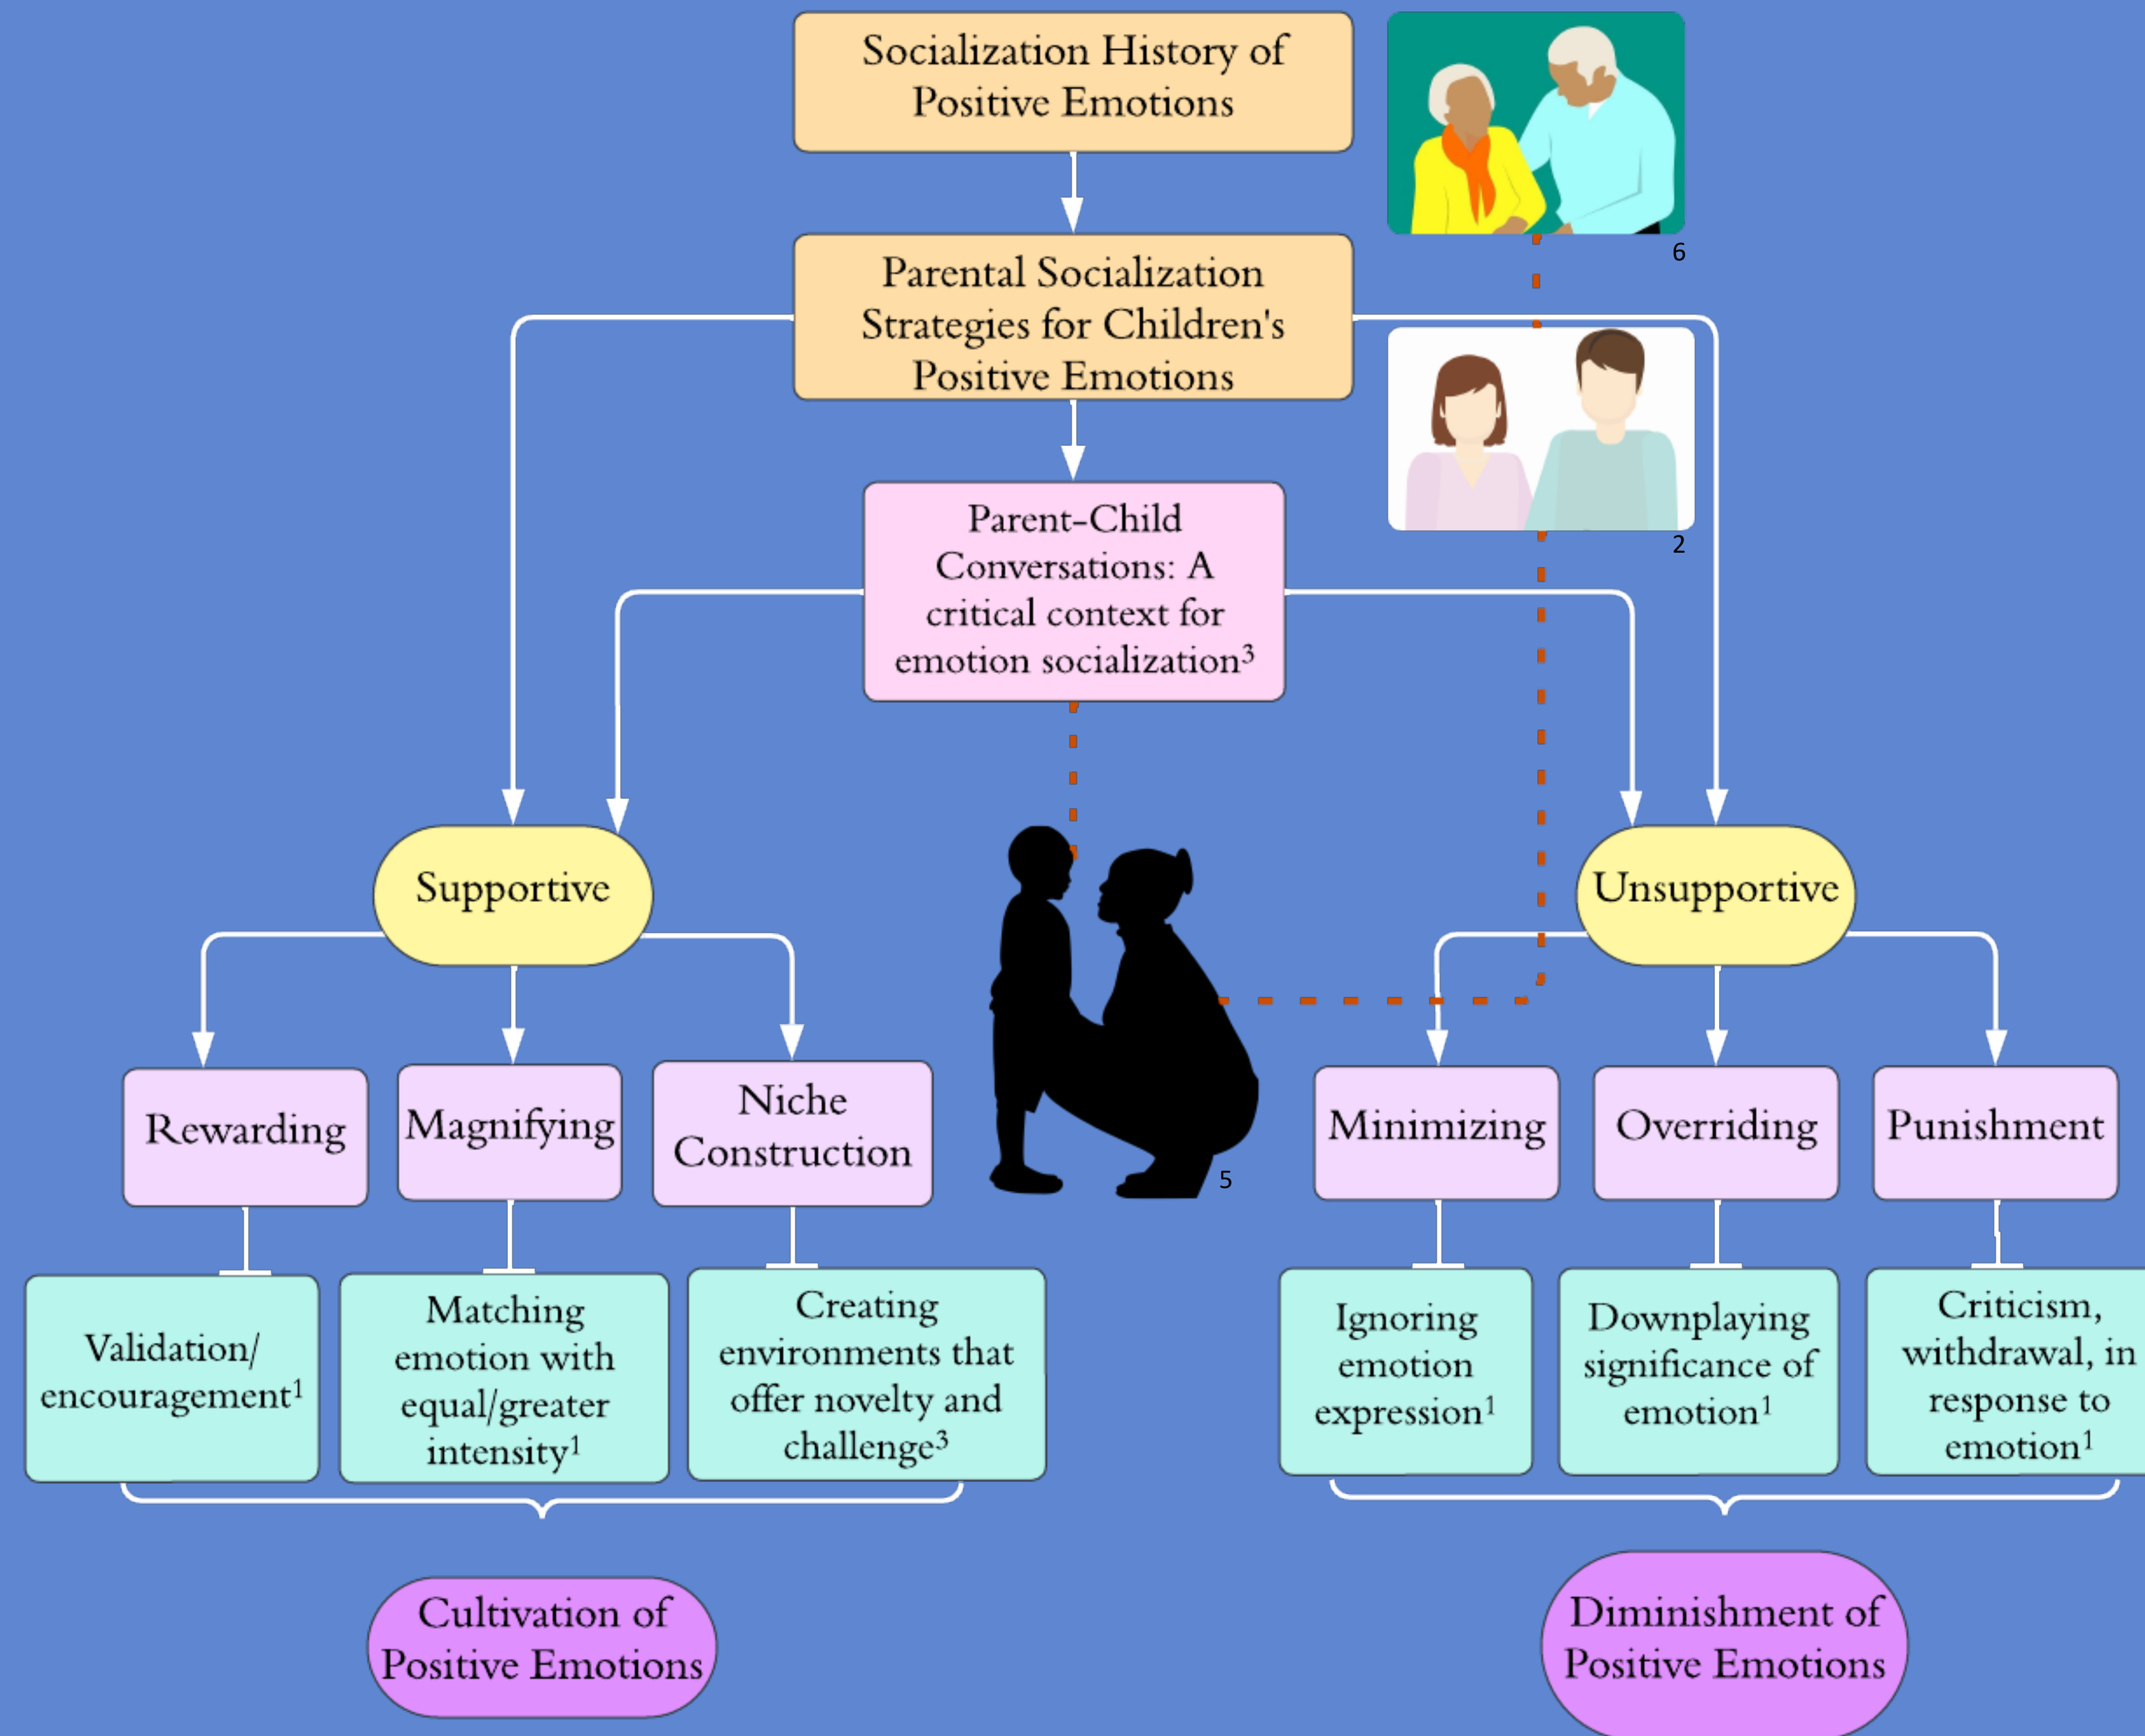 Socialization History of
Positive Emotions
6
Parental Socialization
Strategies for Children's
Positive Emotions
2
Parent-Child
Conversations: A
critical context for
emotion socialization³
Supportive
Unsupportive
5
Rewarding
Magnifying
Niche
Construction
Minimizing
Overriding
Punishment
Validation/
encouragement¹
Matching
emotion with
equal/greater
intensity¹
Creating
environments that
offer novelty and
challenge³
Ignoring
emotion
expression¹
Downplaying
significance of
emotion¹
Criticism,
withdrawal, in
response to
emotion¹
Cultivation of
Positive Emotions
Diminishment of
Positive Emotions